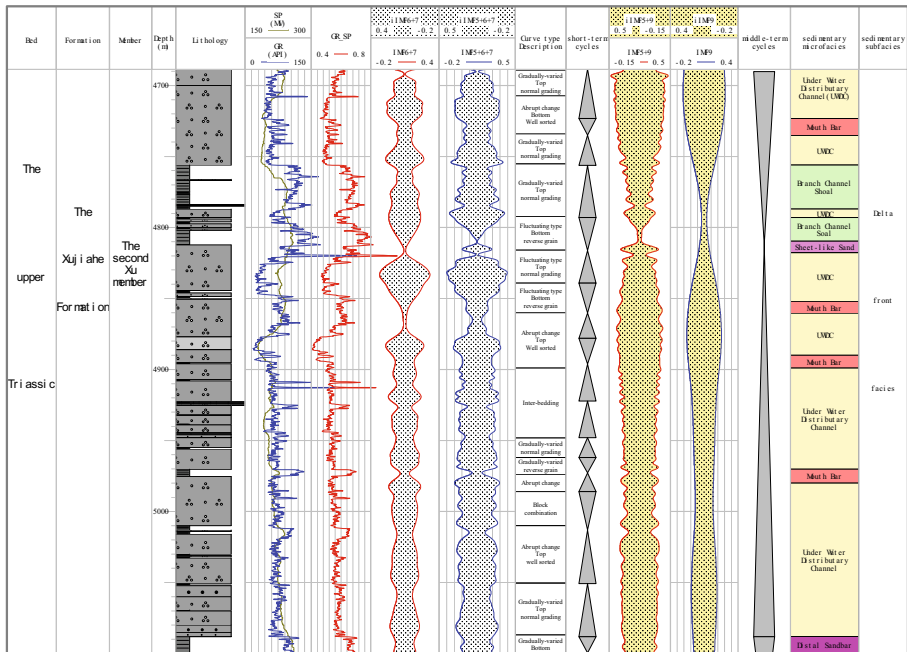 Bed
Formation
Member
Depth
(m)
Lithology
SP
(MV)
150 300
GR
(API)
0 150
GR_SP
0.4 0.8
iIMF6+7
0.4 -0.2
IMF6+7
-0.2 0.4
iIMF5+6+7
0.5 -0.2
IMF5+6+7
-0.2 0.5
Curve type
Description
short-term
cycles
iIMF5+9
0.5 -0.15
IMF5+9
-0.15 0.5
iIMF9
0.4 -0.2
IMF9
-0.2 0.4
middle-term
cycles
sedimentary
microfacies
sedimentary
subfacies
The
upper
Triassic
The
Xujiahe
Formation
The
second
Xu
member
4700
4800
4900
5000
Gradually-varied
Top
normal grading
Abrupt change
Bottom
Well sorted
Gradually-varied
Top
normal grading
Gradually-varied
Top
normal grading
Fluctuating type
Bottom
reverse grain
Fluctuating type
Top
normal grading
Fluctuating type
Bottom
reverse grain
Abrupt change
Top
Well sorted
Inter-bedding
Gradually-varied
normal grading
Gradually-varied
reverse grain
Abrupt change
Block
combination
Abrupt change
Top
well sorted
Gradually-varied
Top
normal grading
Gradually-varied
Bottom
Under Water
Distributary
Channel(UWDC)
Mouth Bar
UWDC
Branch Channel
Shoal
UWDC
Branch Channel
Soal
Sheet-like Sand
UWDC
Mouth Bar
UWDC
Mouth Bar
Under Water
Distributary
Channel
Mouth Bar
Under Water
Distributary
Channel
Distal Sandbar
Delta
front
facies